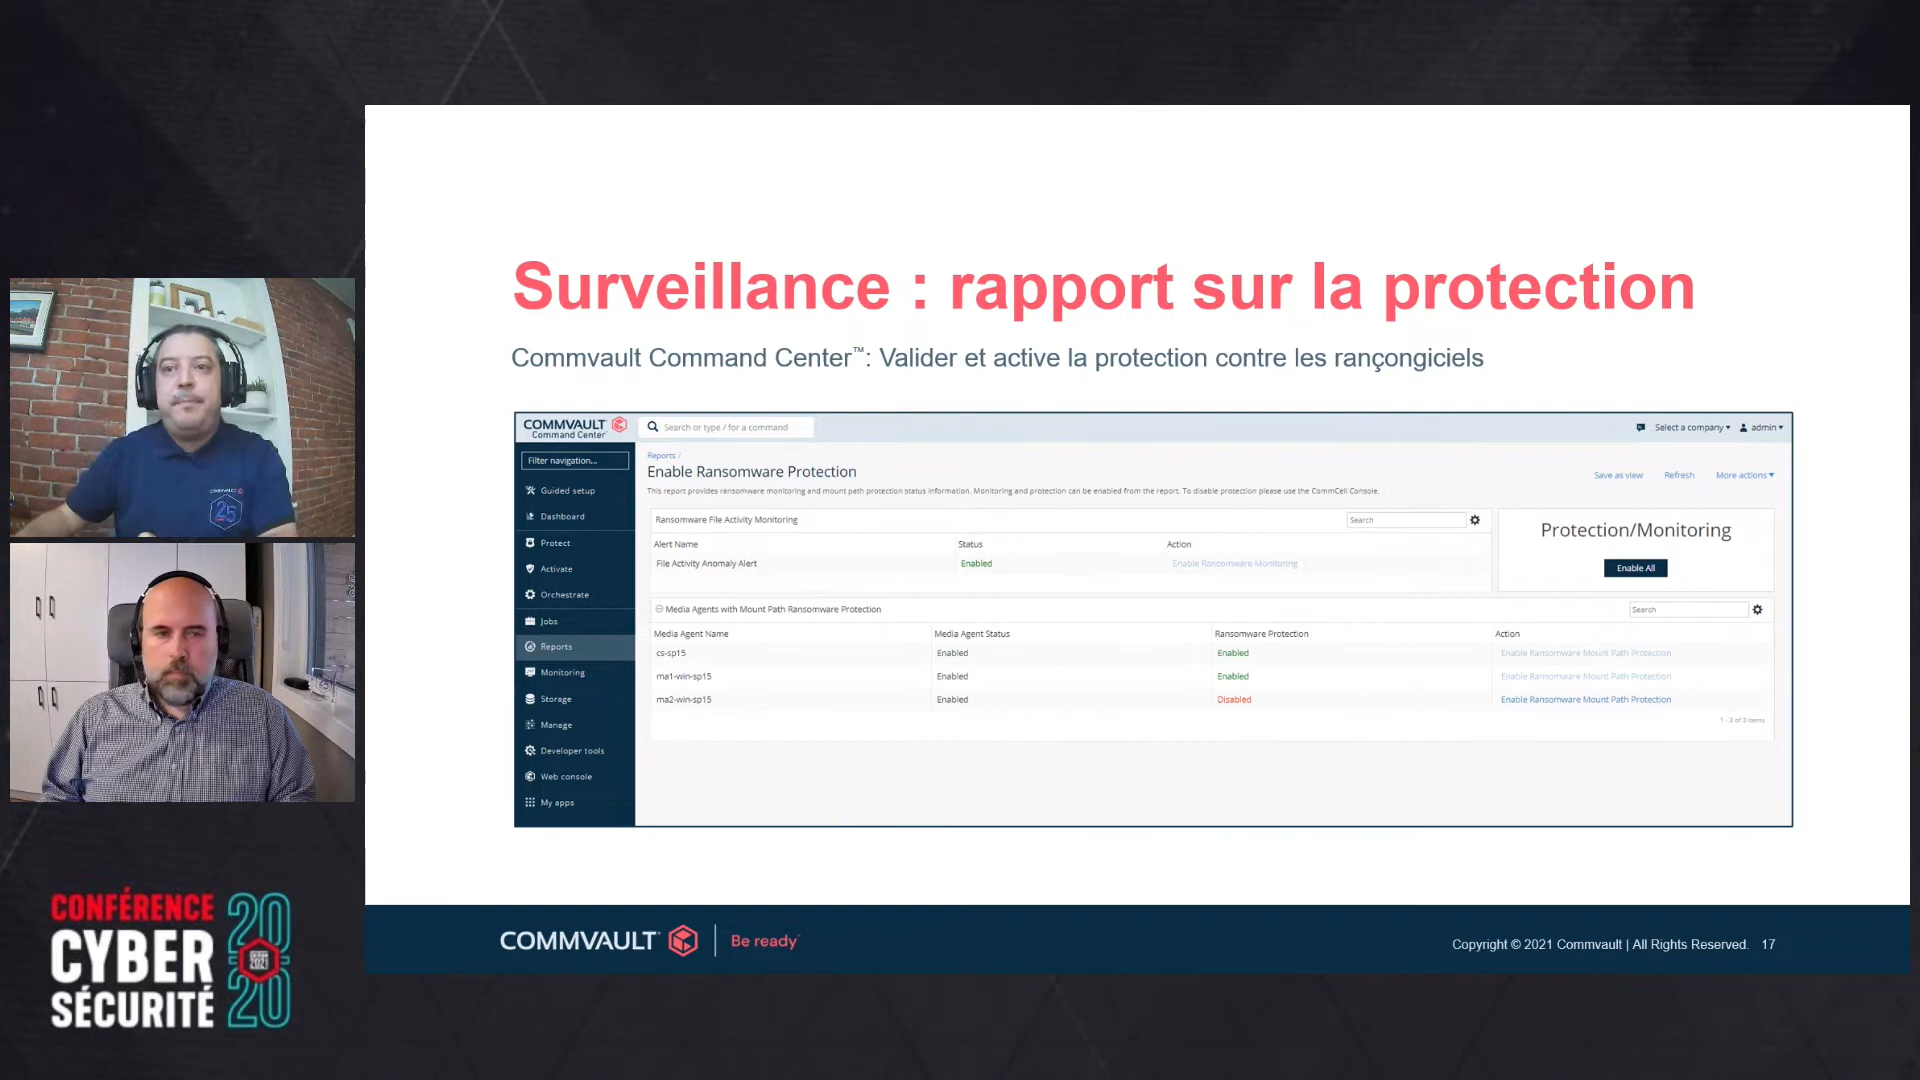 Surveillance : rapport sur la protection
Commvault Command Center™: Valider et active la protection contre les rançongiciels
COMMVAULT
Command Center
Search or type / for a command
Select a company
admin
Filter navigation...
Guided setup
Dashboard
Protect
Activate
Orchestrate
Jobs
Reports
Monitoring
Storage
Manage
Developer tools
Web console
My apps
Reports /
Enable Ransomware Protection
Save as view Refresh More actions
This report provides ransomware monitoring and mount path protection status information. Monitoring and protection can be enabled from the report. To disable protection please use the CommCell Console.
Ransomware File Activity Monitoring
Search
Alert Name Status Action
File Activity Anomaly Alert Enabled Enable Ransomware Monitoring
Protection/Monitoring
Enable All
Media Agents with Mount Path Ransomware Protection
Search
Media Agent Name Media Agent Status Ransomware Protection Action
cs-sp15 Enabled Enabled Enable Ransomware Mount Path Protection
ma1-win-sp15 Enabled Enabled Enable Ransomware Mount Path Protection
ma2-win-sp15 Enabled Disabled Enable Ransomware Mount Path Protection
1 - 3 of 3 items
COMMVAULT
Be ready
Copyright © 2021 Commvault | All Rights Reserved. 17
25
CONFÉRENCE
CYBER
SÉCURITÉ
20
2021
20